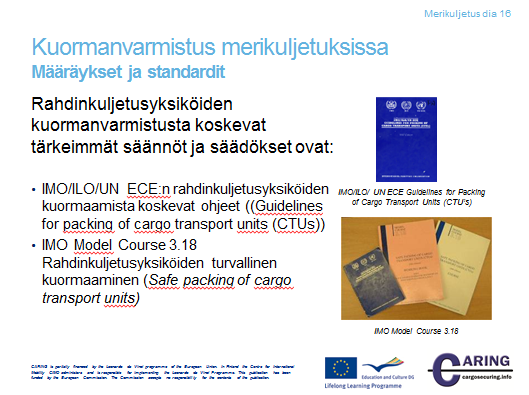 Merikuljetus dia 16
Kuormanvarmistus merikuljetuksissa
Määräykset ja standardit
Rahdinkuljetusyksiköiden
kuormanvarmistusta koskevat
tärkeimmät säännöt ja säädökset ovat:
• IMO/ILO/UN ECE:n rahdinkuljetusyksiköiden
kuormaamista koskevat ohjeet ((Guidelines
for packing of cargo transport units (CTUs))
• IMO Model Course 3.18
Rahdinkuljetusyksiköiden turvallinen
kuormaaminen (Safe packing of cargo
transport units)
IMO/ILO/ UN ECE Guidelines for Packing
of Cargo Transport Units (CTU's)
IMO Model Course 3.18
CARING is partially financed by the Leonardo da Vinci programme of the European Union. In Finland the Centre for International
Mobility CIMO administers and is responsible for implementing the Leonardo da Vinci Programme. This publication has been
funded by the European Commission. The Commission accepts no responsibility for the contents of the publication.
Education and Culture DG
Lifelong Learning Programme
CARING
cargosecuring.info